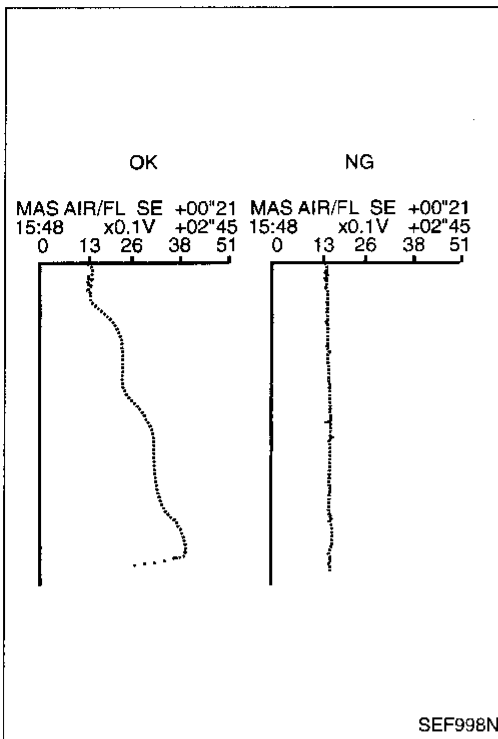 OK
MAS AIR/FL SE +00"21
15:48 x0.1V +02"45
0 13 26 38 51
NG
MAS AIR/FL SE +00"21
15:48 x0.1V +02"45
0 13 26 38 51
SEF998N